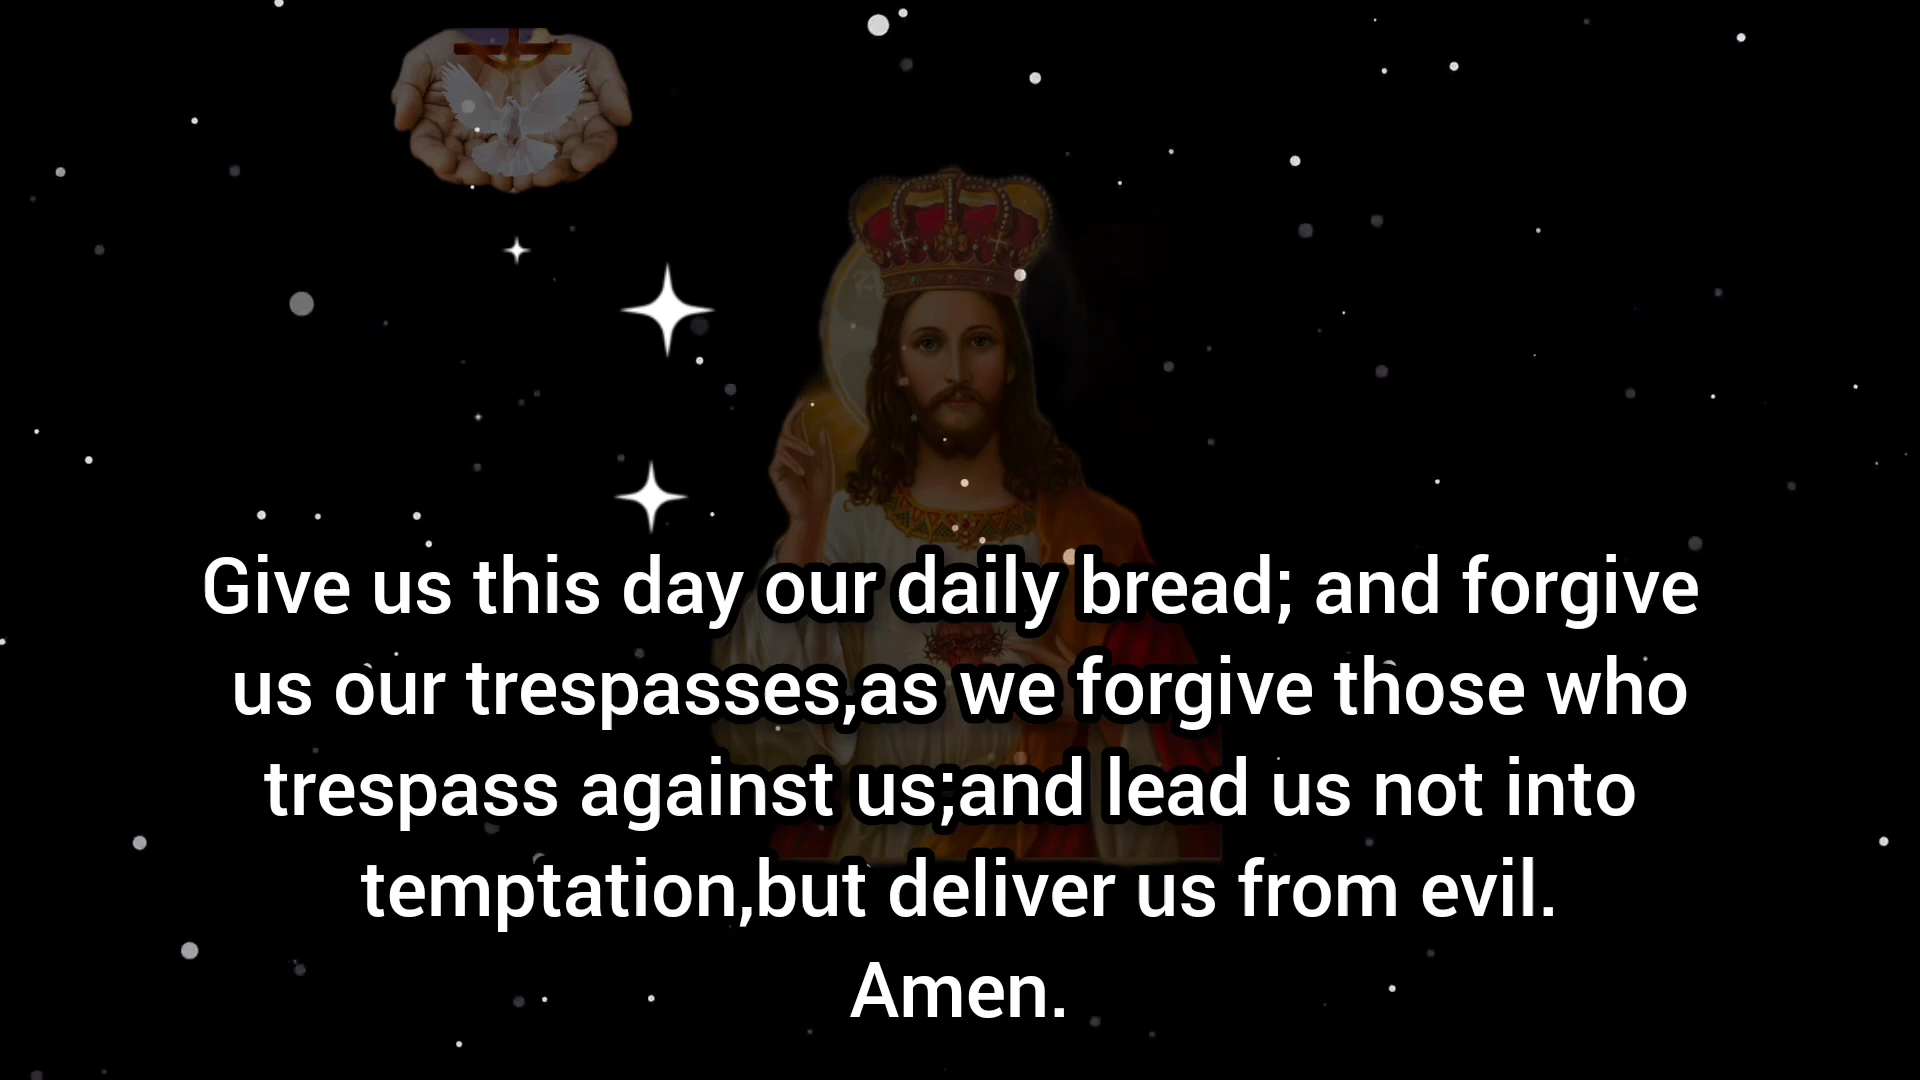 Give us this day our daily bread; and forgive
us our trespasses,as we forgive those who
trespass against us;and lead us not into
temptation,but deliver us from evil.
Amen.